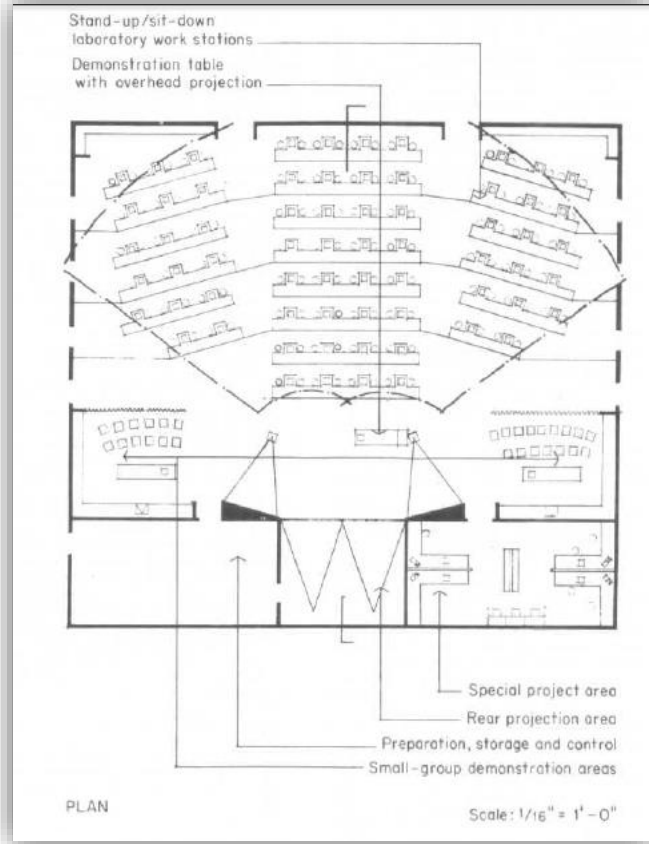 Stand-up/sit-down
laboratory work stations
Demonstration table
with overhead projection
Special project area
Rear projection area
Preparation, storage and control
Small-group demonstration areas
PLAN
Scale: 1/16" = 1' - 0"